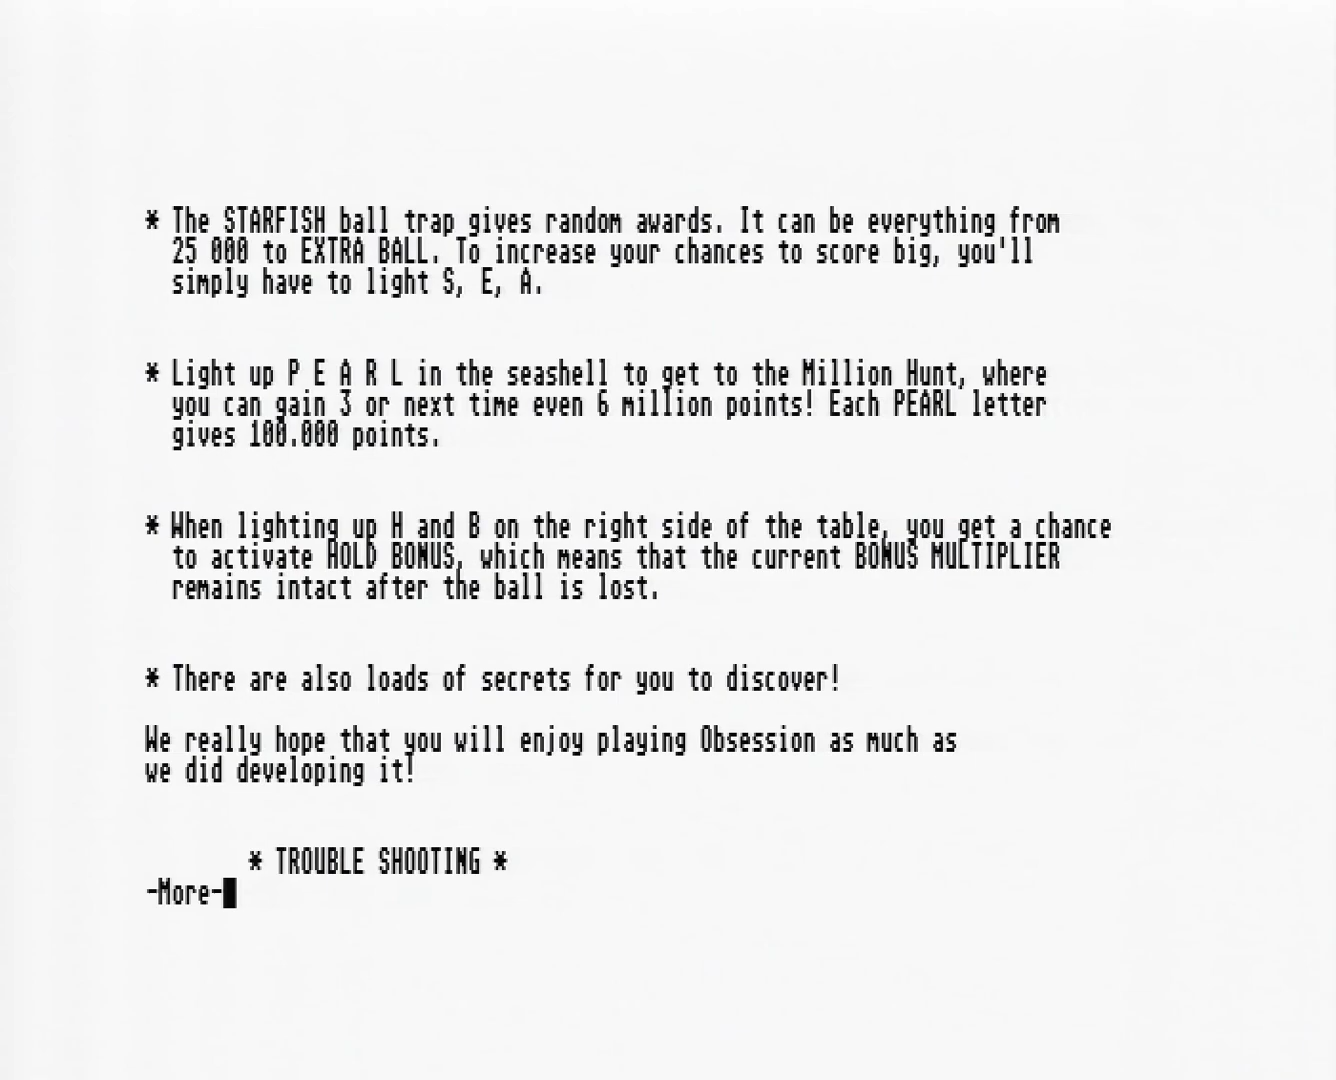 * The STARFISH ball trap gives random awards. It can be everything from
25 000 to EXTRA BALL. To increase your chances to score big, you'll
simply have to light S, E, A.
* Light up P E A R L in the seashell to get to the Million Hunt, where
you can gain 3 or next time even 6 million points! Each PEARL letter
gives 100.000 points.
* When lighting up H and B on the right side of the table, you get a chance
to activate HOLD BONUS, which means that the current BONUS MULTIPLIER
remains intact after the ball is lost.
* There are also loads of secrets for you to discover!
We really hope that you will enjoy playing Obsession as much as
we did developing it!
* TROUBLE SHOOTING *
-More-